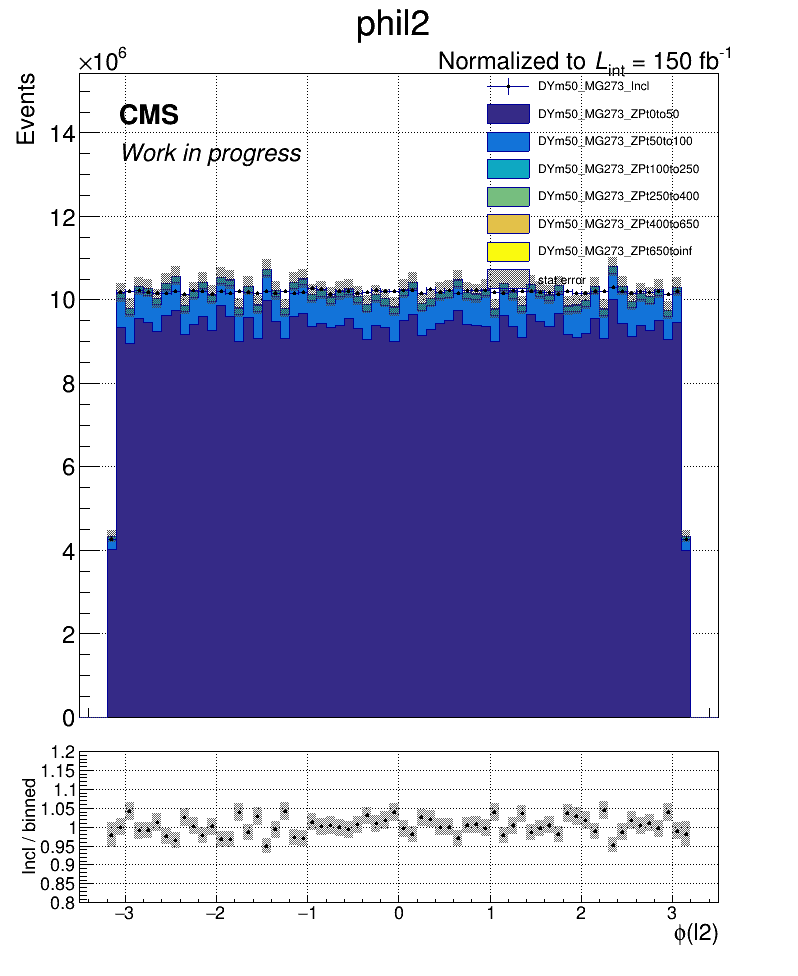 phil2
×10⁶
Normalized to L_int = 150 fb⁻¹
Events
CMS
Work in progress
DYm50_MG273_Incl
DYm50_MG273_ZPt0to50
DYm50_MG273_ZPt50to100
DYm50_MG273_ZPt100to250
DYm50_MG273_ZPt250to400
DYm50_MG273_ZPt400to650
DYm50_MG273_ZPt650toinf
stat error
14
12
10
8
6
4
2
0
Incl / binned
1.2
1.15
1.1
1.05
1
0.95
0.9
0.85
0.8
−3 −2 −1 0 1 2 3
ϕ(l2)